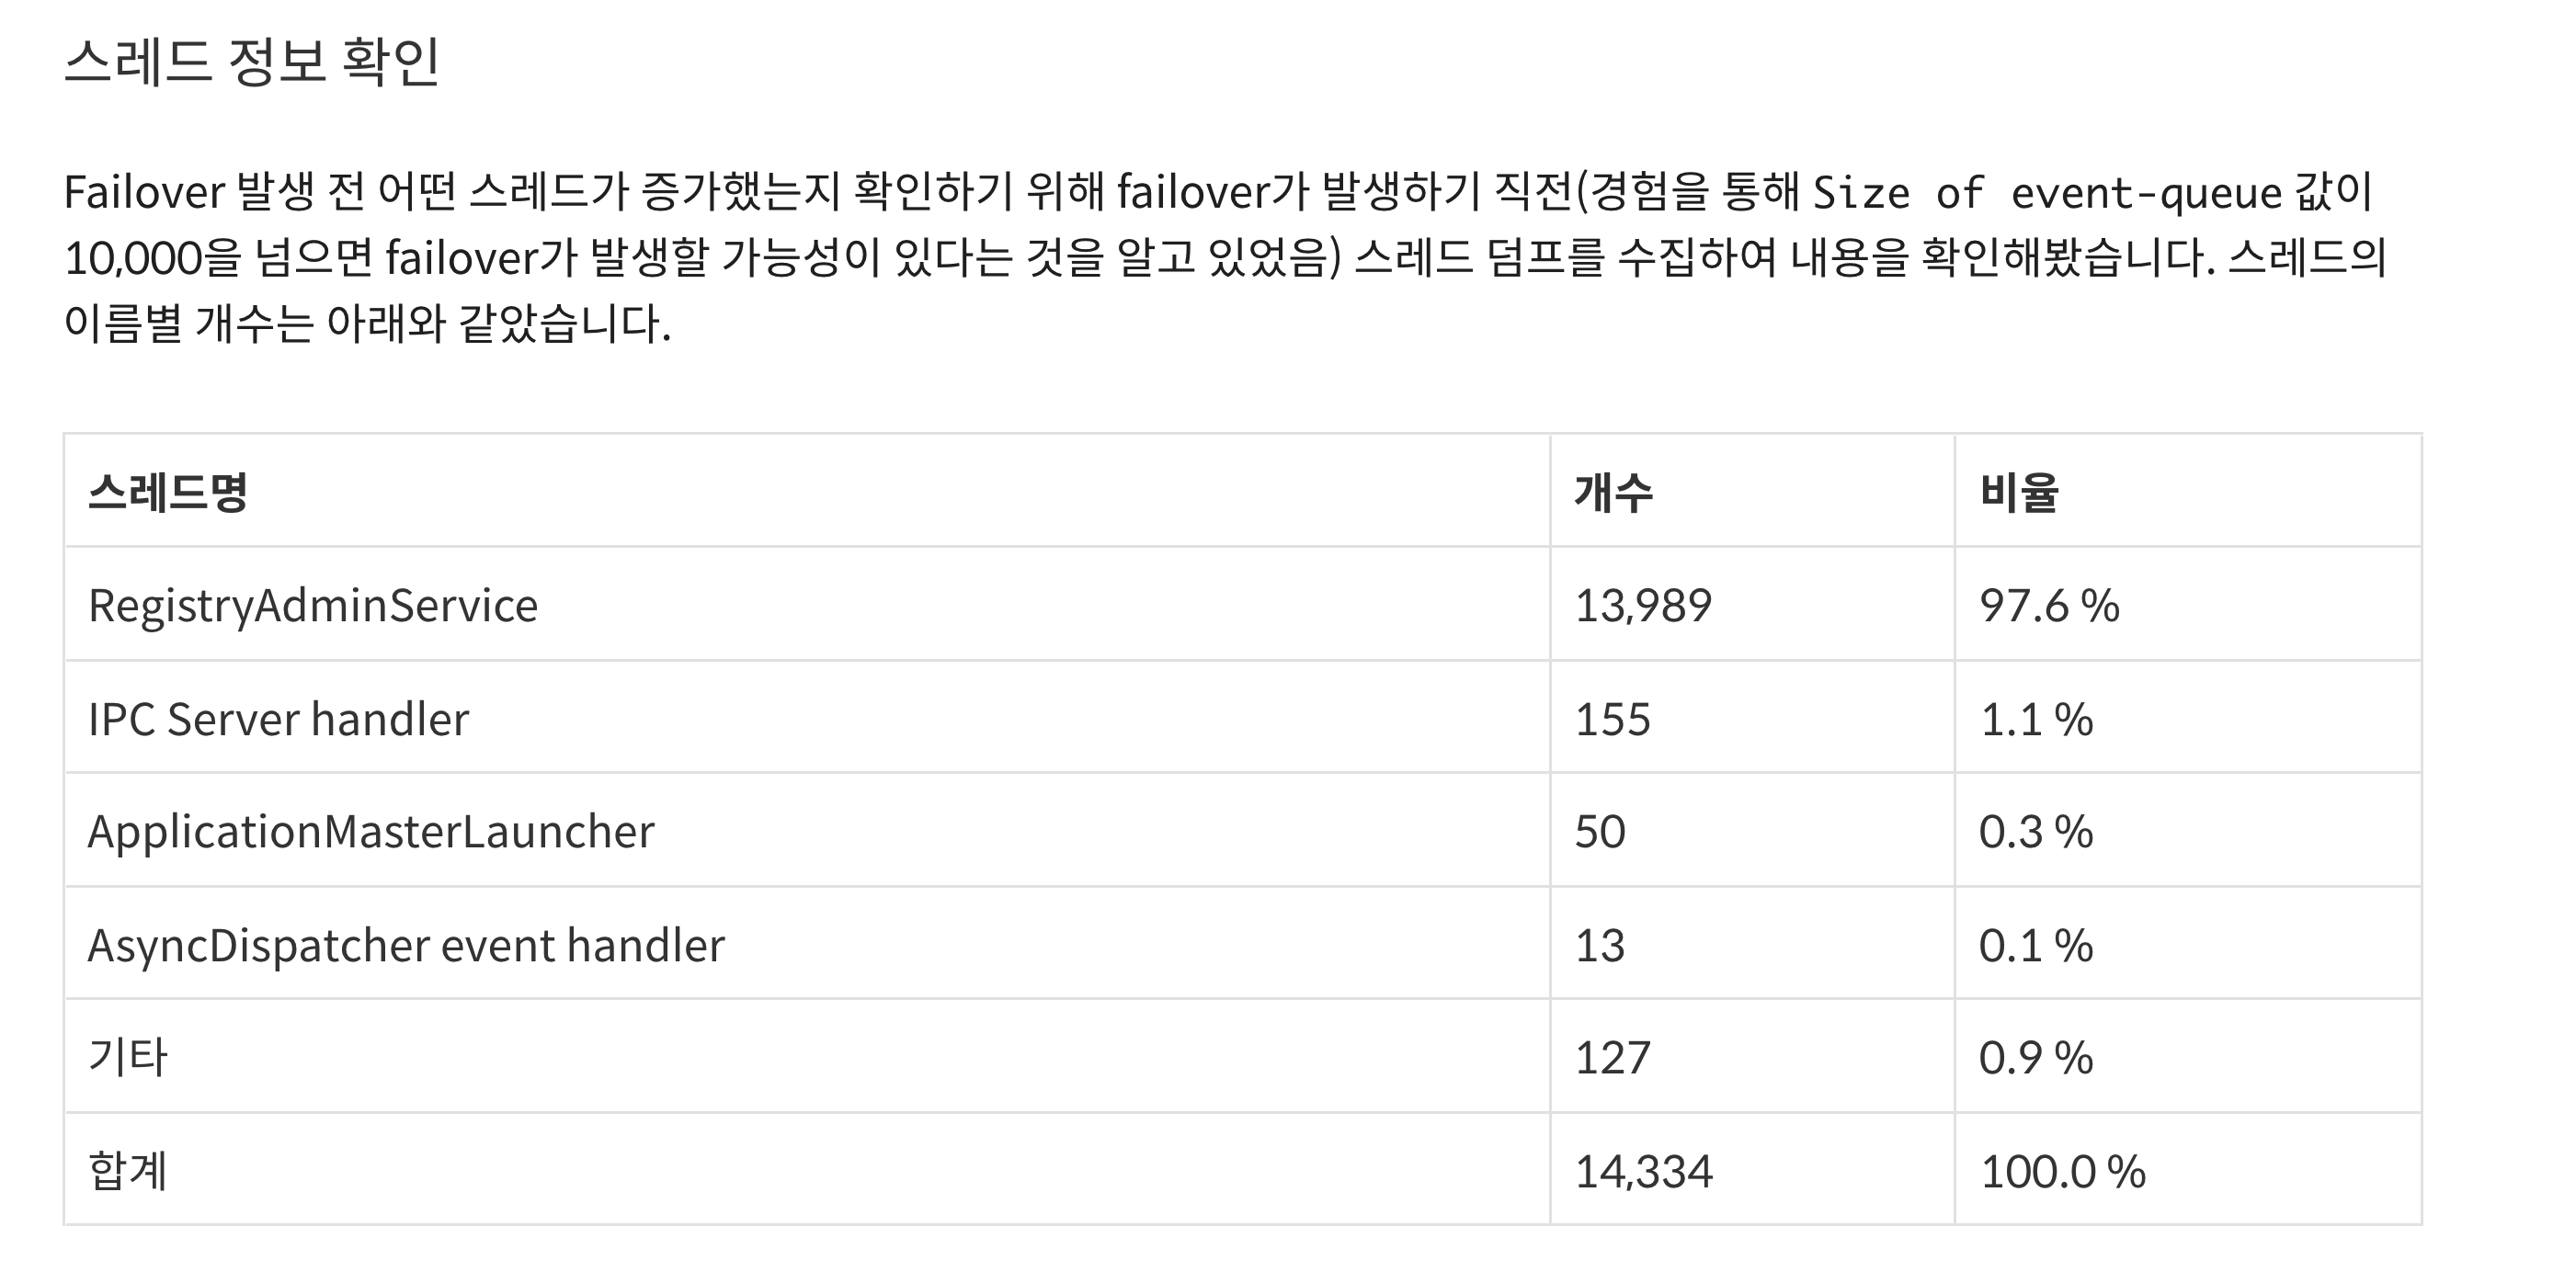 스레드 정보 확인
Failover 발생 전 어떤 스레드가 증가했는지 확인하기 위해 failover가 발생하기 직전(경험을 통해 Size of event-queue 값이
10,000을 넘으면 failover가 발생할 가능성이 있다는 것을 알고 있었음) 스레드 덤프를 수집하여 내용을 확인해봤습니다. 스레드의
이름별 개수는 아래와 같았습니다.
스레드명 개수 비율
RegistryAdminService 13,989 97.6 %
IPC Server handler 155 1.1 %
ApplicationMasterLauncher 50 0.3 %
AsyncDispatcher event handler 13 0.1 %
기타 127 0.9 %
합계 14,334 100.0 %